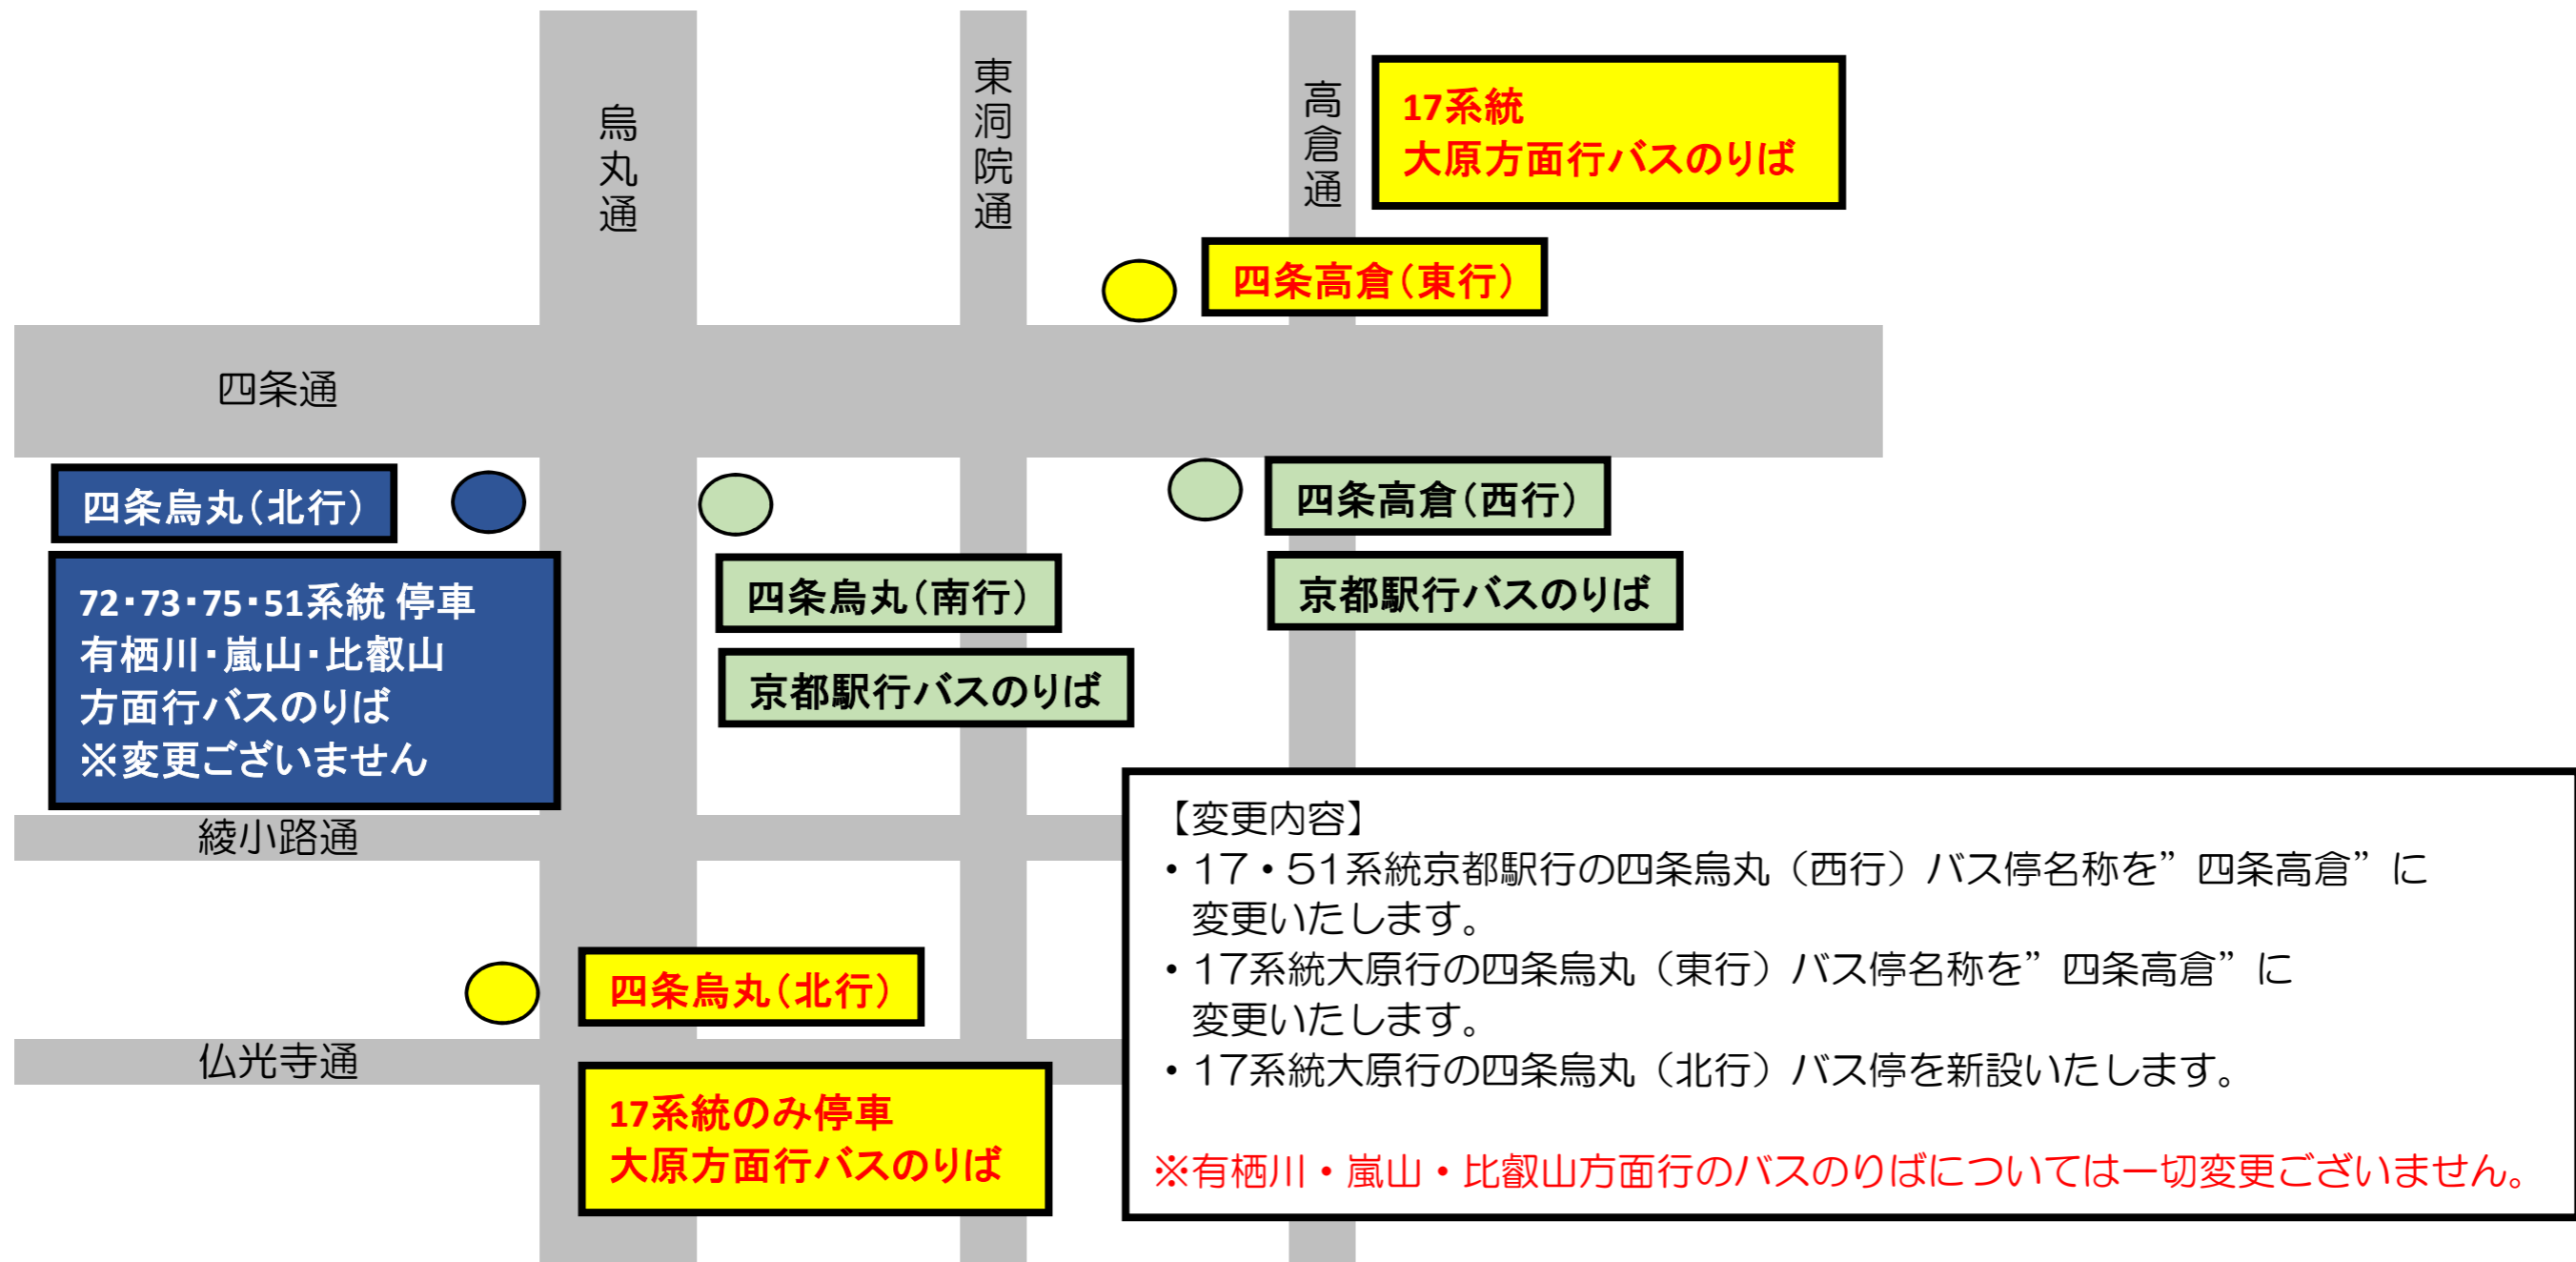 烏丸通
東洞院通
高倉通
17系統
大原方面行バスのりば
四条高倉(東行)
四条通
四条烏丸(北行)
72・73・75・51系統 停車
有栖川・嵐山・比叡山
方面行バスのりば
※変更ございません
四条烏丸(南行)
京都駅行バスのりば
四条高倉(西行)
京都駅行バスのりば
綾小路通
四条烏丸(北行)
仏光寺通
17系統のみ停車
大原方面行バスのりば
【変更内容】
・17・51系統京都駅行の四条烏丸（西行）バス停名称を”四条高倉”に
変更いたします。
・17系統大原行の四条烏丸（東行）バス停名称を”四条高倉”に
変更いたします。
・17系統大原行の四条烏丸（北行）バス停を新設いたします。
※有栖川・嵐山・比叡山方面行のバスのりばについては一切変更ございません。